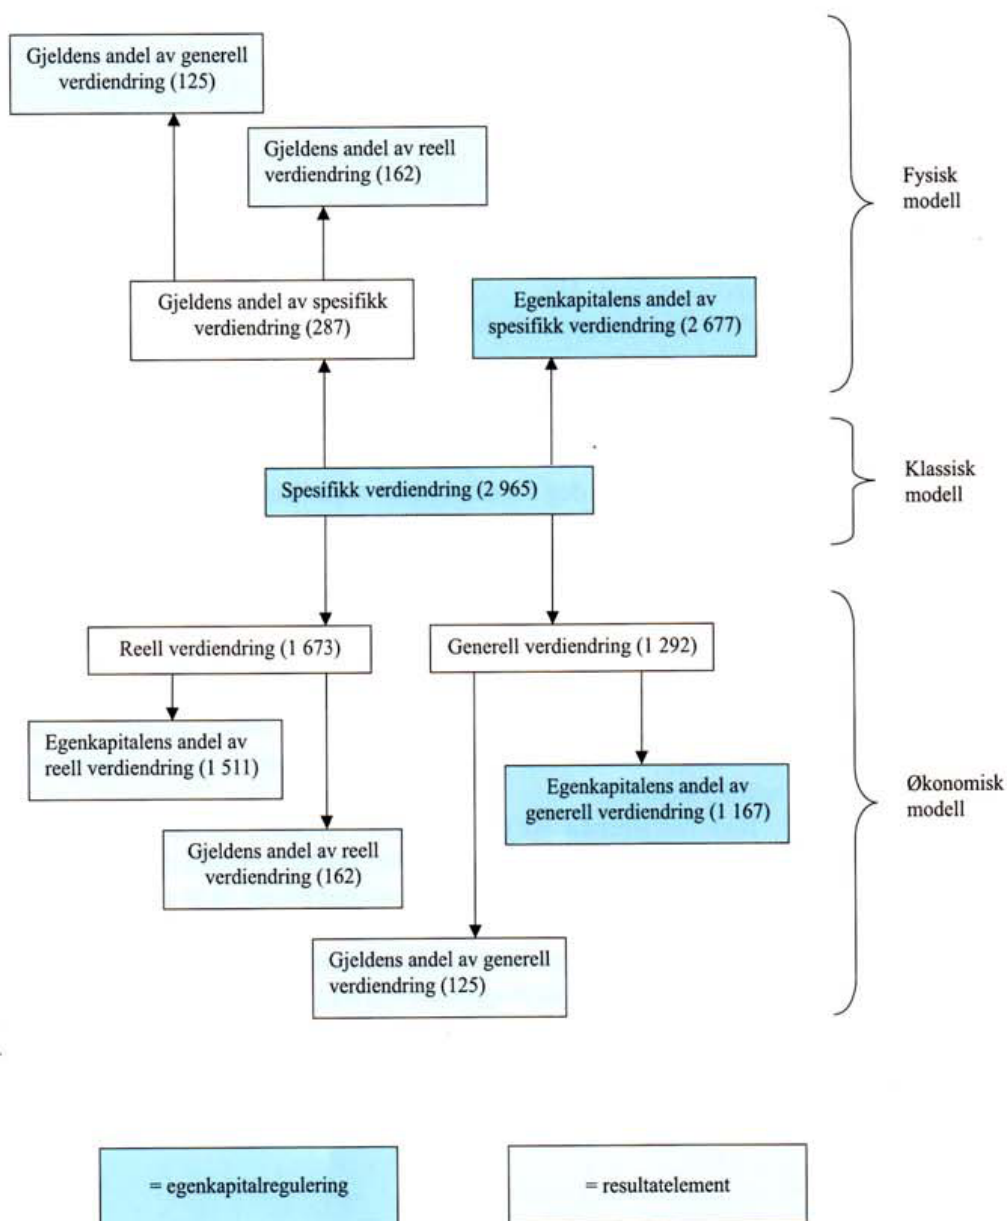 Gjeldens andel av generell
verdiendring (125)
Gjeldens andel av reell
verdiendring (162)
Fysisk
modell
Gjeldens andel av spesifikk
verdiendring (287)
Egenkapitalens andel av
spesifikk verdiendring (2 677)
Spesifikk verdiendring (2 965)
Klassisk
modell
Reell verdiendring (1 673)
Generell verdiendring (1 292)
Egenkapitalens andel av
reell verdiendring (1 511)
Egenkapitalens andel av
generell verdiendring (1 167)
Økonomisk
modell
Gjeldens andel av reell
verdiendring (162)
Gjeldens andel av generell
verdiendring (125)
= egenkapitalregulering
= resultatelement